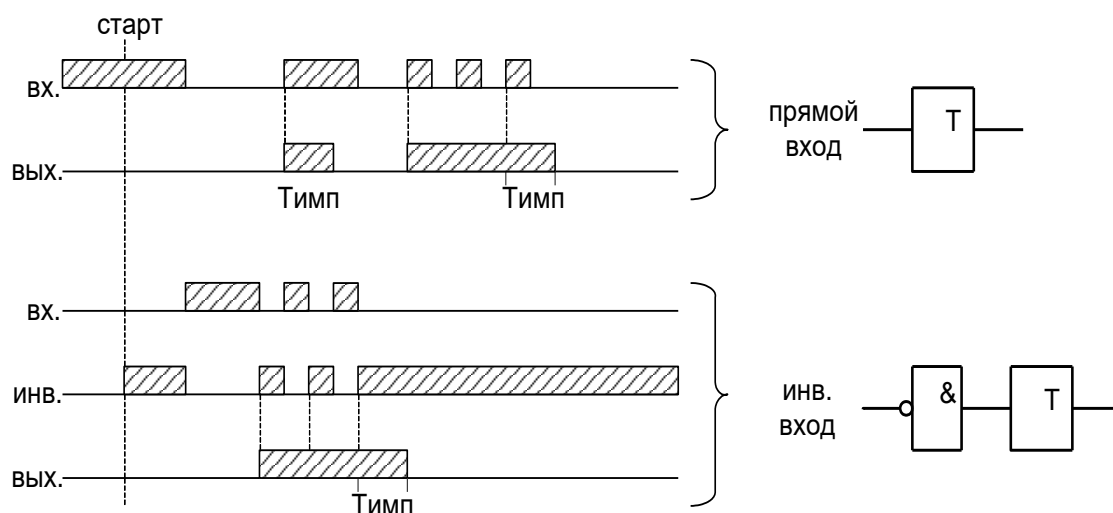 старт
вх.
вых.
Тимп
Тимп
прямой
вход
T
вх.
инв.
вых.
Тимп
инв.
вход
&
T